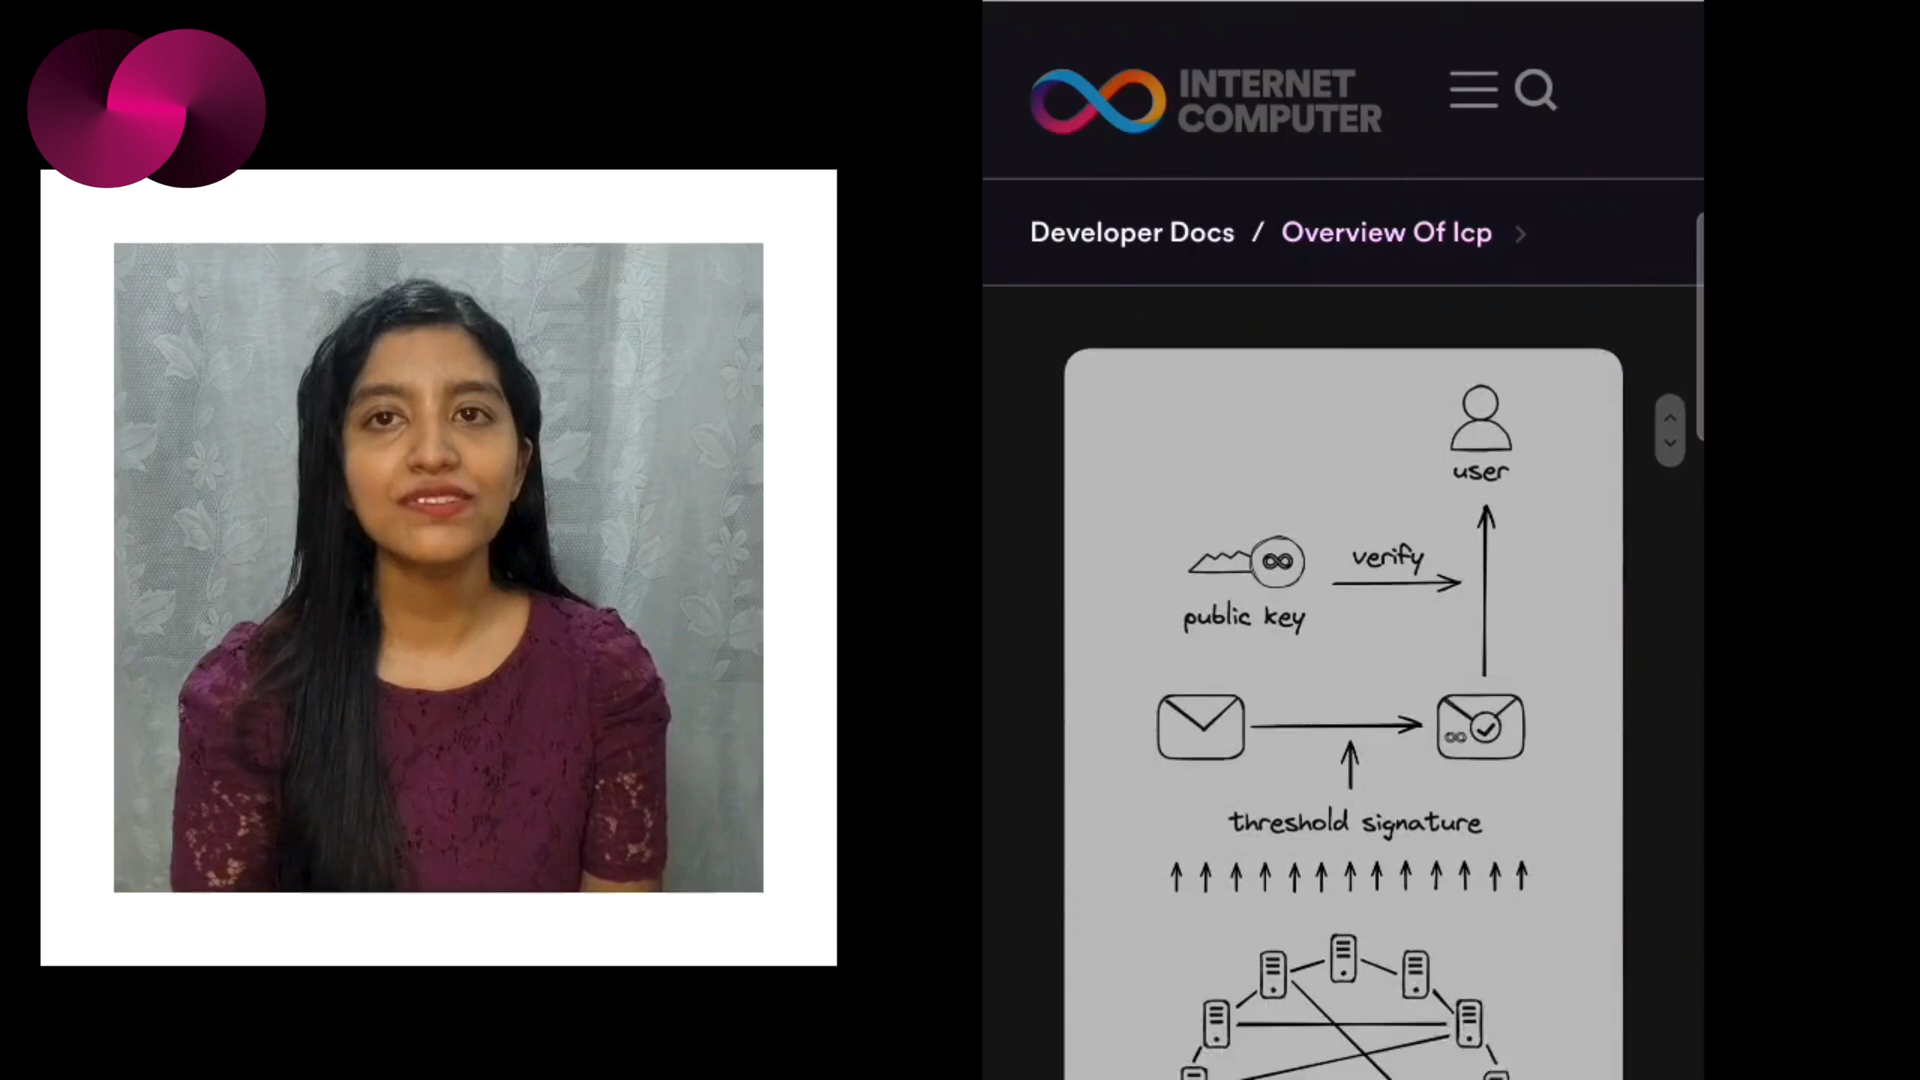 INTERNET
COMPUTER
Developer Docs / Overview Of Icp
user
verify
public key
threshold signature